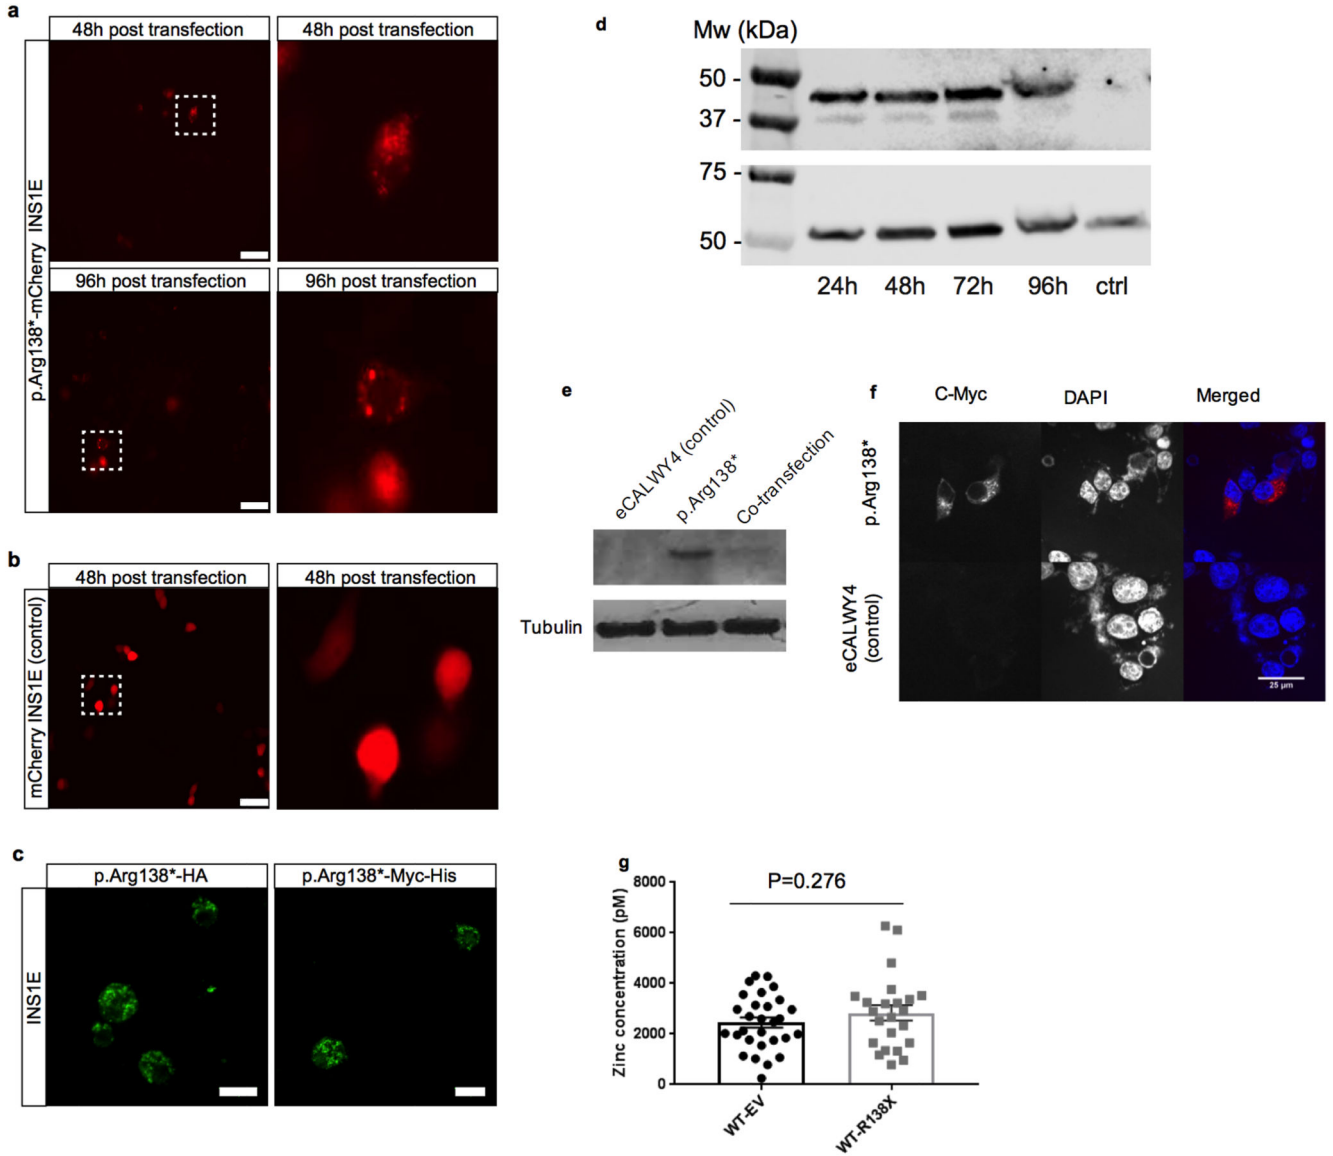 a
48h post transfection
48h post transfection
p.Arg138*-mCherry INS1E
96h post transfection
96h post transfection
b
48h post transfection
48h post transfection
mCherry INS1E (control)
c
p.Arg138*-HA
p.Arg138*-Myc-His
INS1E
d
Mw (kDa)
50 -
37 -
75 -
50 -
24h 48h 72h 96h ctrl
e
eCALWY4 (control)
p.Arg138*
Co-transfection
Tubulin
f
C-Myc DAPI Merged
p.Arg138*
eCALWY4
(control)
25 µm
g
P=0.276
Zinc concentration (pM)
8000
6000
4000
2000
0
WT-EV
WT-R138X